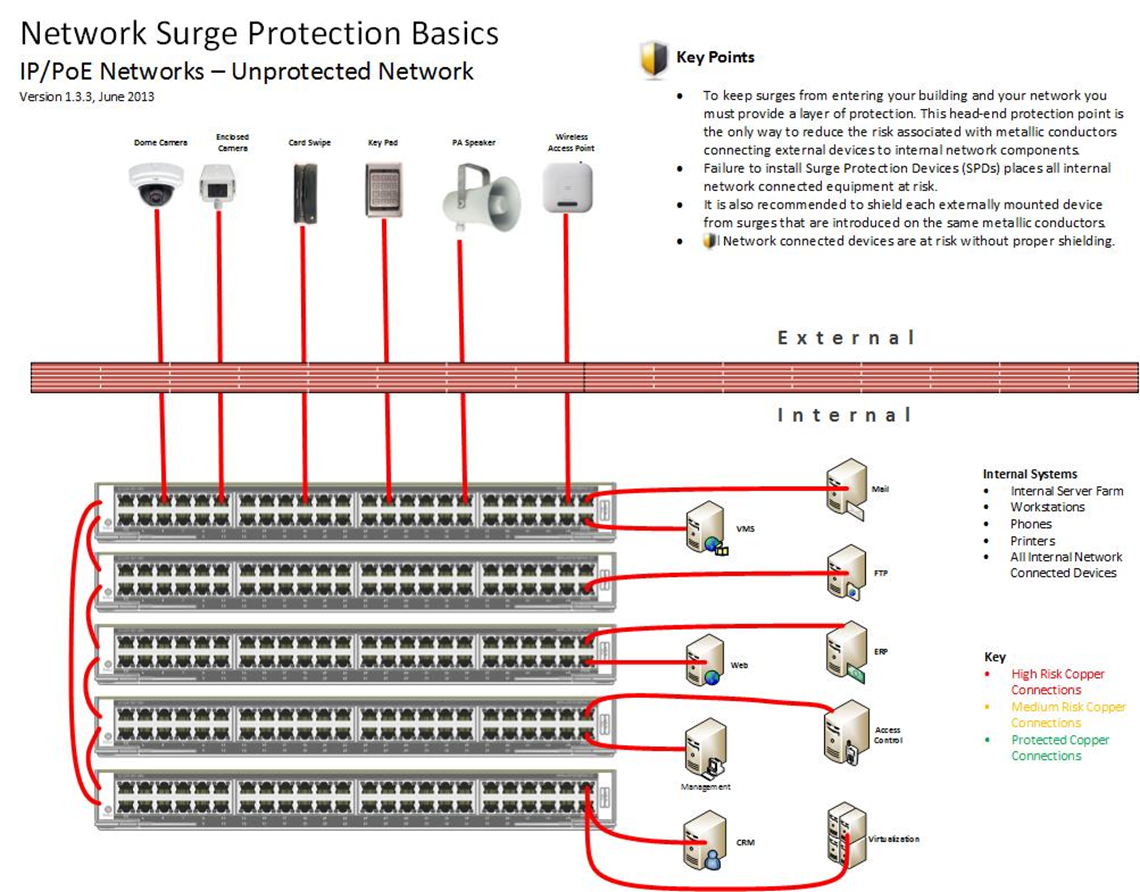 Network Surge Protection Basics
IP/PoE Networks – Unprotected Network
Version 1.3.3, June 2013
Key Points
• To keep surges from entering your building and your network you
must provide a layer of protection. This head-end protection point is
the only way to reduce the risk associated with metallic conductors
connecting external devices to internal network components.
• Failure to install Surge Protection Devices (SPDs) places all internal
network connected equipment at risk.
• It is also recommended to shield each externally mounted device
from surges that are introduced on the same metallic conductors.
• Network connected devices are at risk without proper shielding.
Dome Camera
Enclosed
Camera
Card Swipe
Key Pad
PA Speaker
Wireless
Access Point
External
Internal
Mail
VMS
FTP
ERP
Web
Access
Control
Management
CRM
Virtualization
Internal Systems
• Internal Server Farm
• Workstations
• Phones
• Printers
• All Internal Network
Connected Devices
Key
• High Risk Copper
Connections
• Medium Risk Copper
Connections
• Protected Copper
Connections